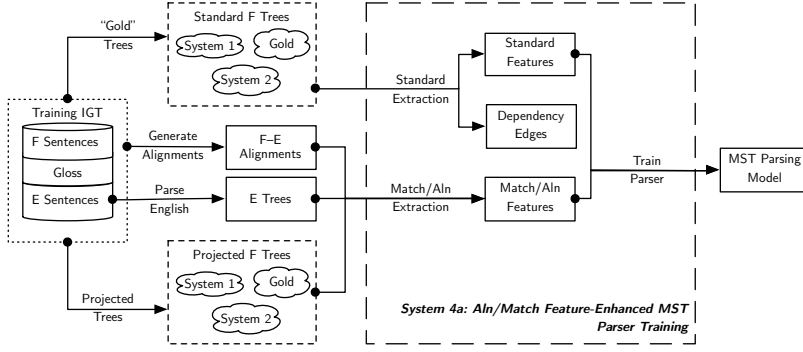 "Gold"
Trees
Standard F Trees
System 1
Gold
System 2
Standard
Extraction
Standard
Features
Dependency
Edges
Training IGT
F Sentences
Gloss
E Sentences
Generate
Alignments
F–E
Alignments
Parse
English
E Trees
Match/Aln
Extraction
Match/Aln
Features
Train
Parser
MST Parsing
Model
Projected
Trees
Projected F Trees
System 1
Gold
System 2
System 4a: Aln/Match Feature-Enhanced MST
Parser Training